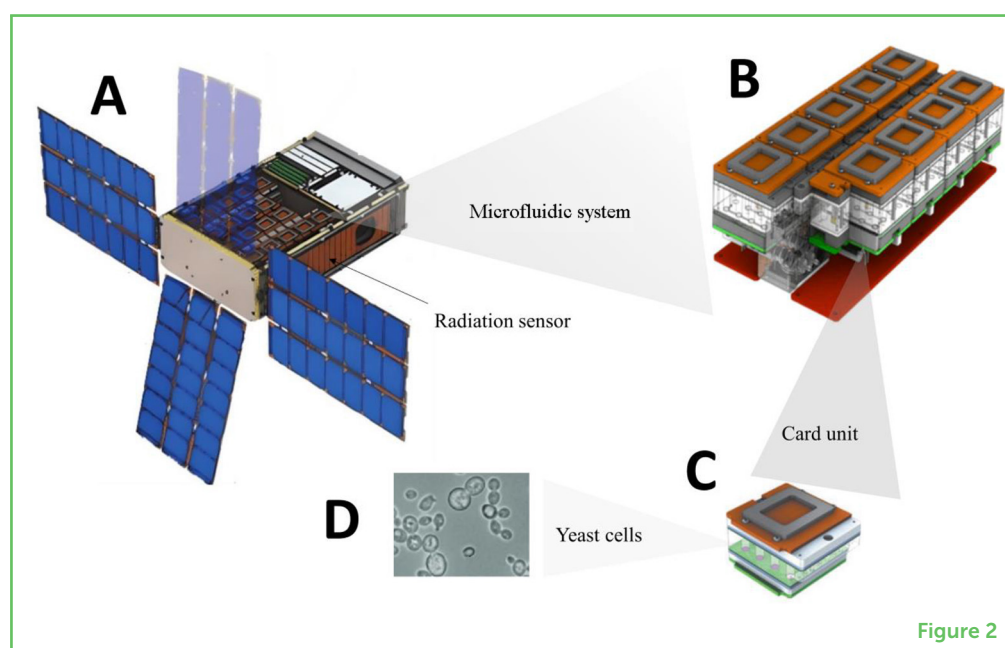 A
B
Microfluidic system
Radiation sensor
Card unit
C
D
Yeast cells
Figure 2